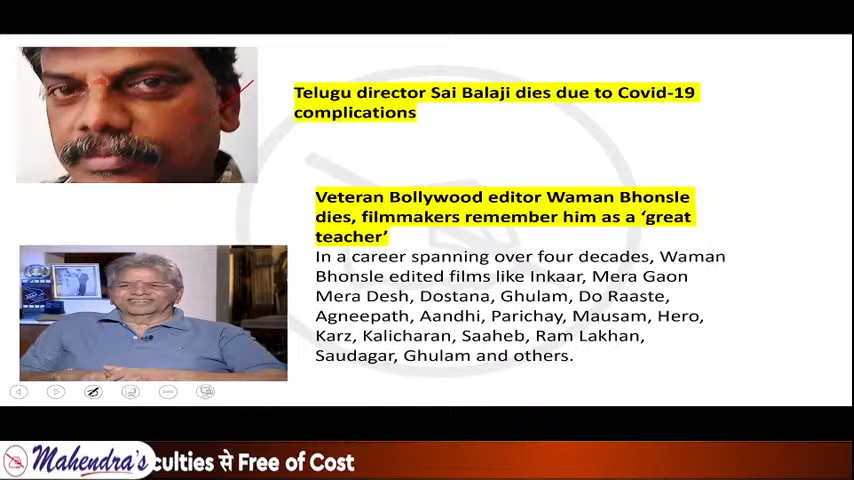 Telugu director Sai Balaji dies due to Covid-19
complications
Veteran Bollywood editor Waman Bhonsle
dies, filmmakers remember him as a ‘great
teacher’
In a career spanning over four decades, Waman
Bhonsle edited films like Inkaar, Mera Gaon
Mera Desh, Dostana, Ghulam, Do Raaste,
Agneepath, Aandhi, Parichay, Mausam, Hero,
Karz, Kalicharan, Saaheb, Ram Lakhan,
Saudagar, Ghulam and others.
Mahendra's culties से Free of Cost